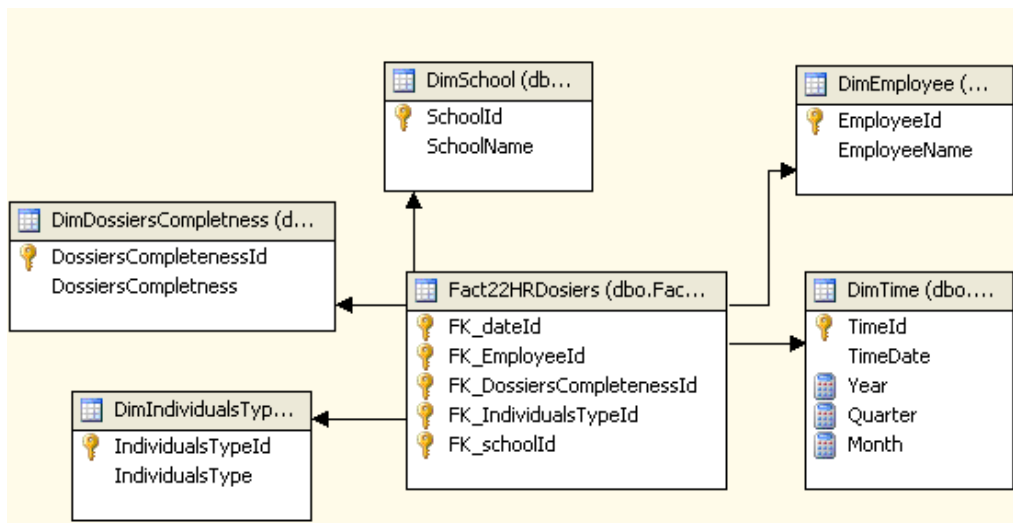 DimSchool (db...
SchoolId
SchoolName
DimEmployee (...
EmployeeId
EmployeeName
DimDossiersCompletness (d...
DossiersCompletenessId
DossiersCompletness
Fact22HRDosiers (dbo.Fac...
FK_dateId
FK_EmployeeId
FK_DossiersCompletenessId
FK_IndividualsTypeId
FK_schoolId
DimTime (dbo....
TimeId
TimeDate
Year
Quarter
Month
DimIndividualsTyp...
IndividualsTypeId
IndividualsType